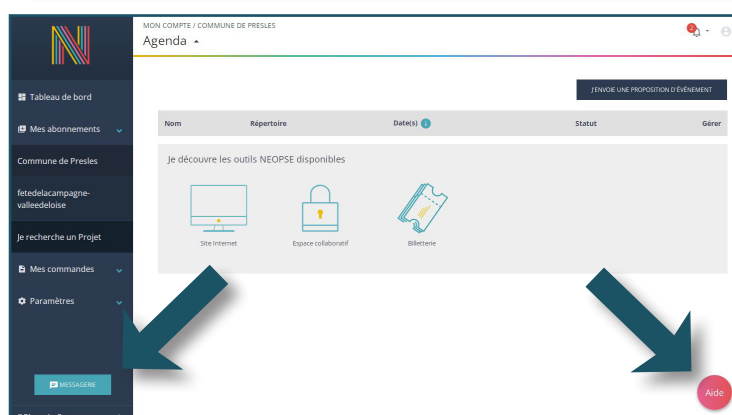 MON COMPTE / COMMUNE DE PRESLES
Agenda
2
J'ENVOIE UNE PROPOSITION D'ÉVÉNEMENT
Tableau de bord
Mes abonnements
Commune de Presles
fetedelacampagne-
valleedeloise
Je recherche un Projet
Mes commandes
Paramètres
MESSAGERIE
Nom Répertoire Date(s) i Statut Gérer
Je découvre les outils NEOPSE disponibles
Site Internet Espace collaboratif Billetterie
Aide